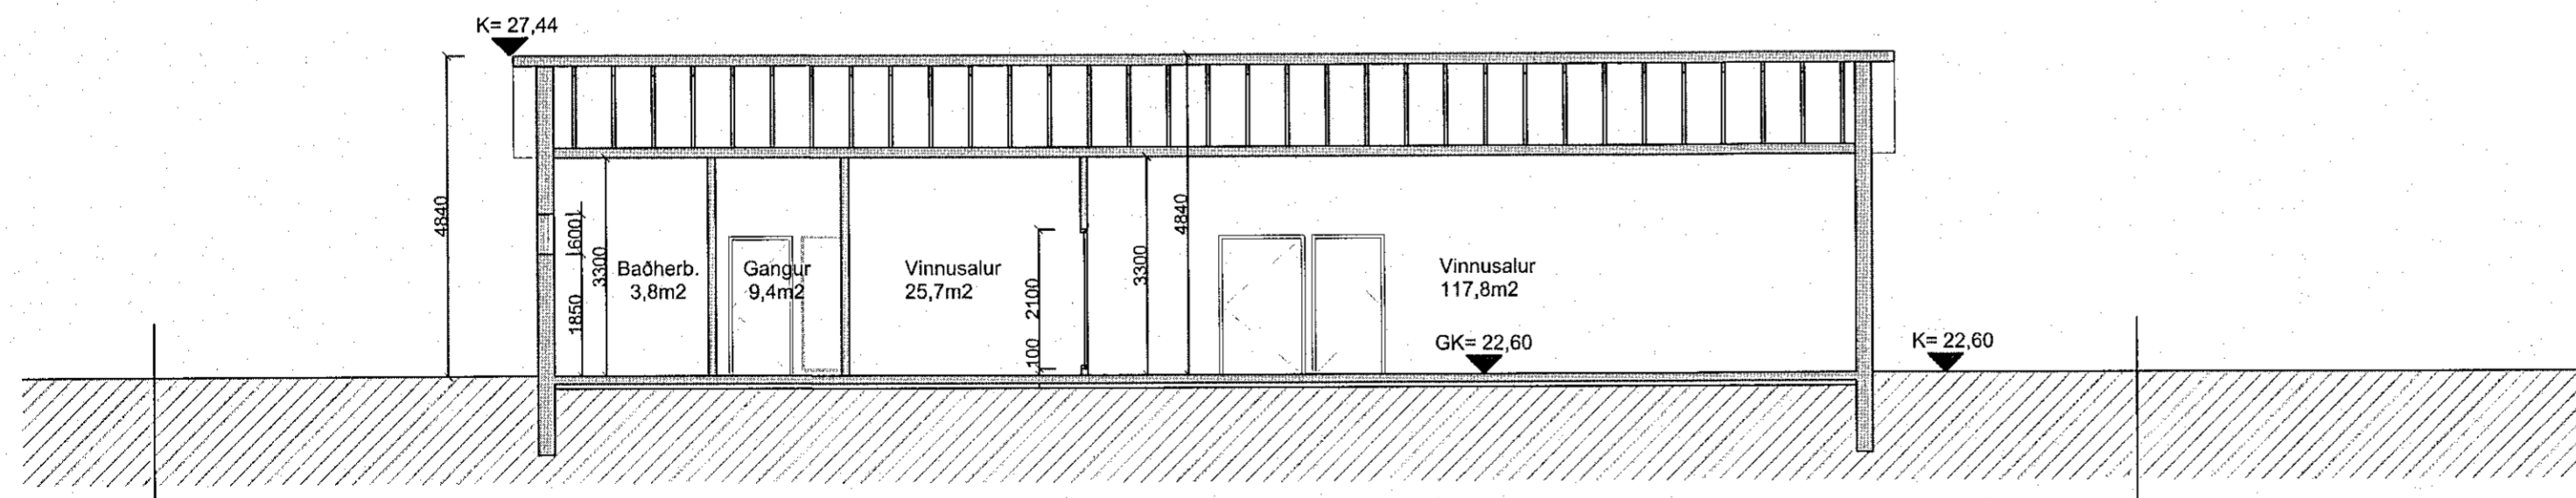 K= 27,44
4840
600
1850
3300
Baðherb.
3,8m2
Gangur
9,4m2
Vinnusalur
25,7m2
2100
100
3300
4840
Vinnusalur
117,8m2
GK= 22,60
K= 22,60